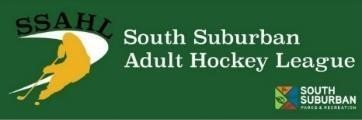 SSAHL
South Suburban
Adult Hockey League
SOUTH
SUBURBAN
PARKS & RECREATION